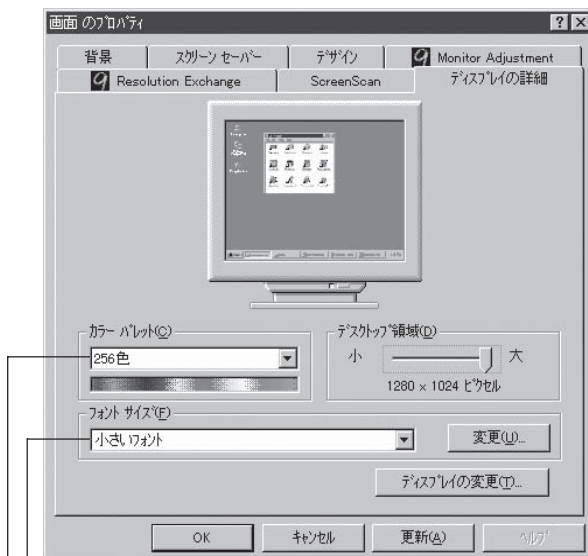 画面 のﾌﾟﾛﾊﾟﾃｨ
背景 ｽｸﾘｰﾝ ｾｰﾊﾞｰ ﾃﾞｻﾞｲﾝ Monitor Adjustment
Resolution Exchange ScreenScan ﾃﾞｨｽﾌﾟﾚｲの詳細
ｶﾗｰ ﾊﾟﾚｯﾄ(C)
256色
ﾃﾞｽｸﾄｯﾌﾟ領域(D)
小 大
1280 × 1024 ﾋﾟｸｾﾙ
ﾌｫﾝﾄ ｻｲｽﾞ(F)
小さいﾌｫﾝﾄ
変更(U)...
ﾃﾞｨｽﾌﾟﾚｲの変更(T)...
OK ｷｬﾝｾﾙ 更新(A) ﾍﾙﾌﾟ